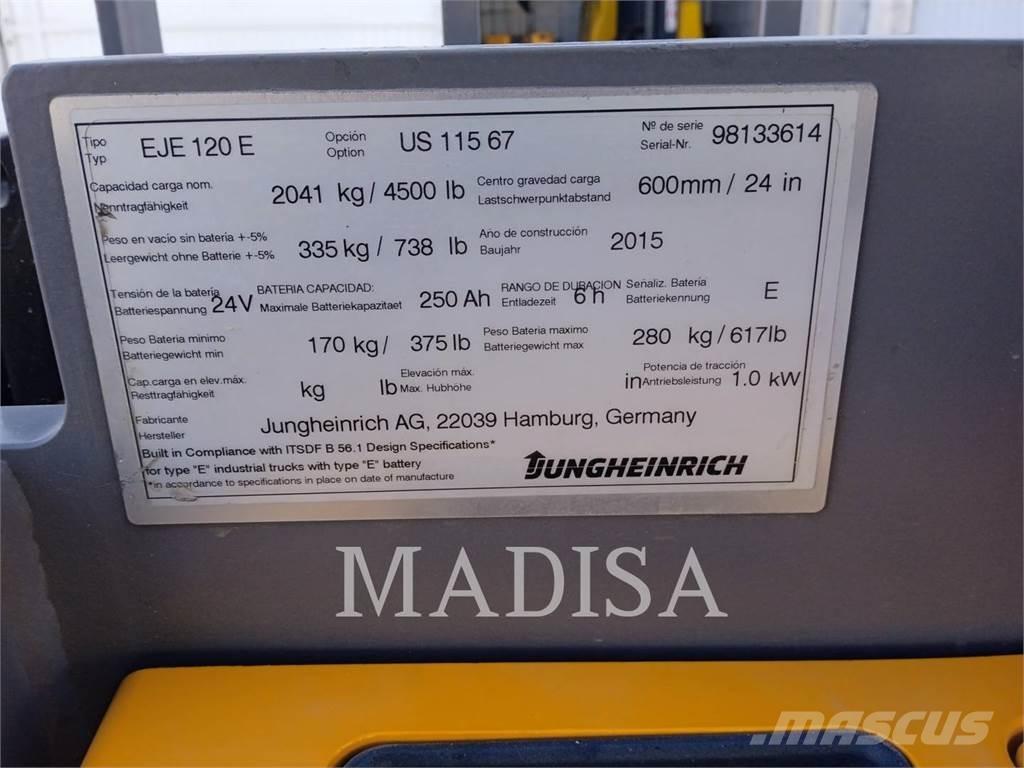 Tipo Opción Nº de serie
Typ EJE 120 E Option US 115 67 Serial-Nr. 98133614
Capacidad carga nom. Centro gravedad carga
Nenntragfähigkeit 2041 kg / 4500 lb Lastschwerpunktabstand 600mm / 24 in
Peso en vacío sin batería +-5% Año de construcción
Leergewicht ohne Batterie +-5% 335 kg / 738 lb Baujahr 2015
Tensión de la batería BATERIA CAPACIDAD: RANGO DE DURACION Señaliz. Batería
Batteriespannung 24V Maximale Batteriekapazitaet 250 Ah Entladezeit 6 h Batteriekennung E
Peso Bateria minimo Peso Bateria maximo
Batteriegewicht min 170 kg / 375 lb Batteriegewicht max 280 kg / 617lb
Cap.carga en elev.máx. Elevación máx. Potencia de tracción
Resttragfähigkeit kg lb Max. Hubhöhe in Antriebsleistung 1.0 kW
Fabricante
Hersteller Jungheinrich AG, 22039 Hamburg, Germany
Built in Compliance with ITSDF B 56.1 Design Specifications*
for type "E" industrial trucks with type "E" battery
*in accordance to specifications in place on date of manufacture
JUNGHEINRICH
MADISA
MASCUS